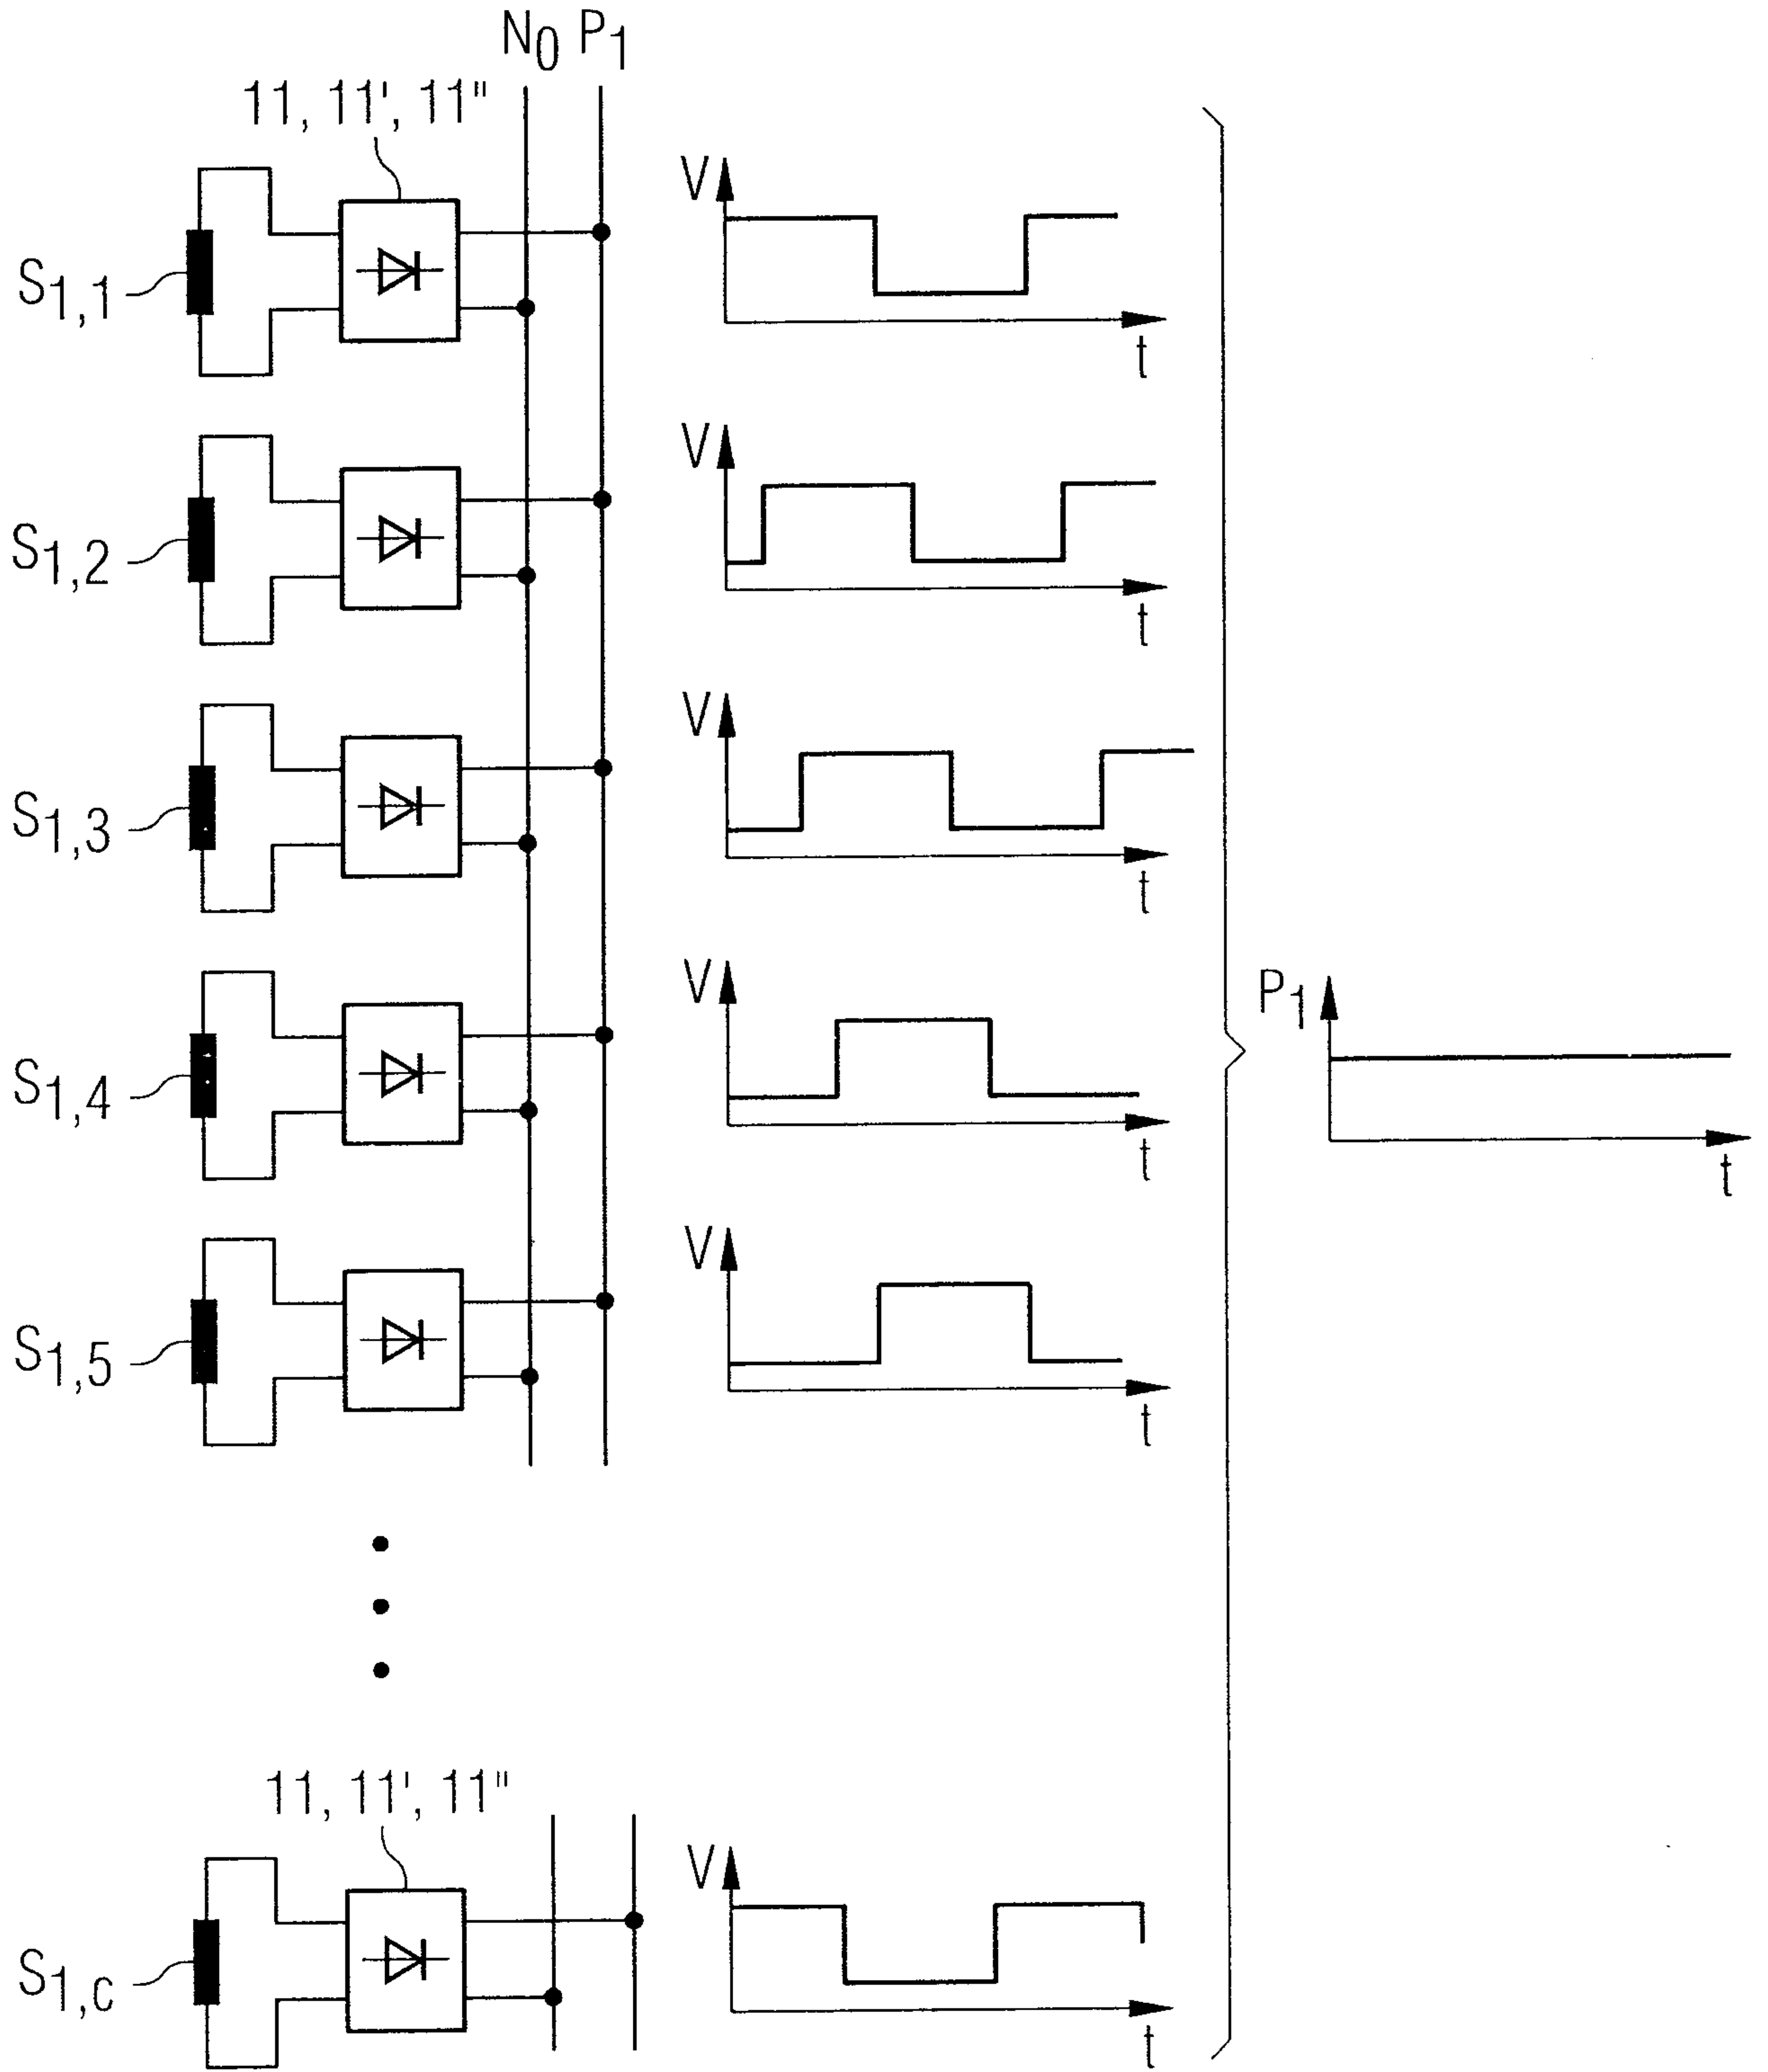 N0 P1
11, 11', 11"
S1,1
V
t
S1,2
V
t
S1,3
V
t
S1,4
V
t
P1
t
S1,5
V
t
11, 11', 11"
S1,c
V
t